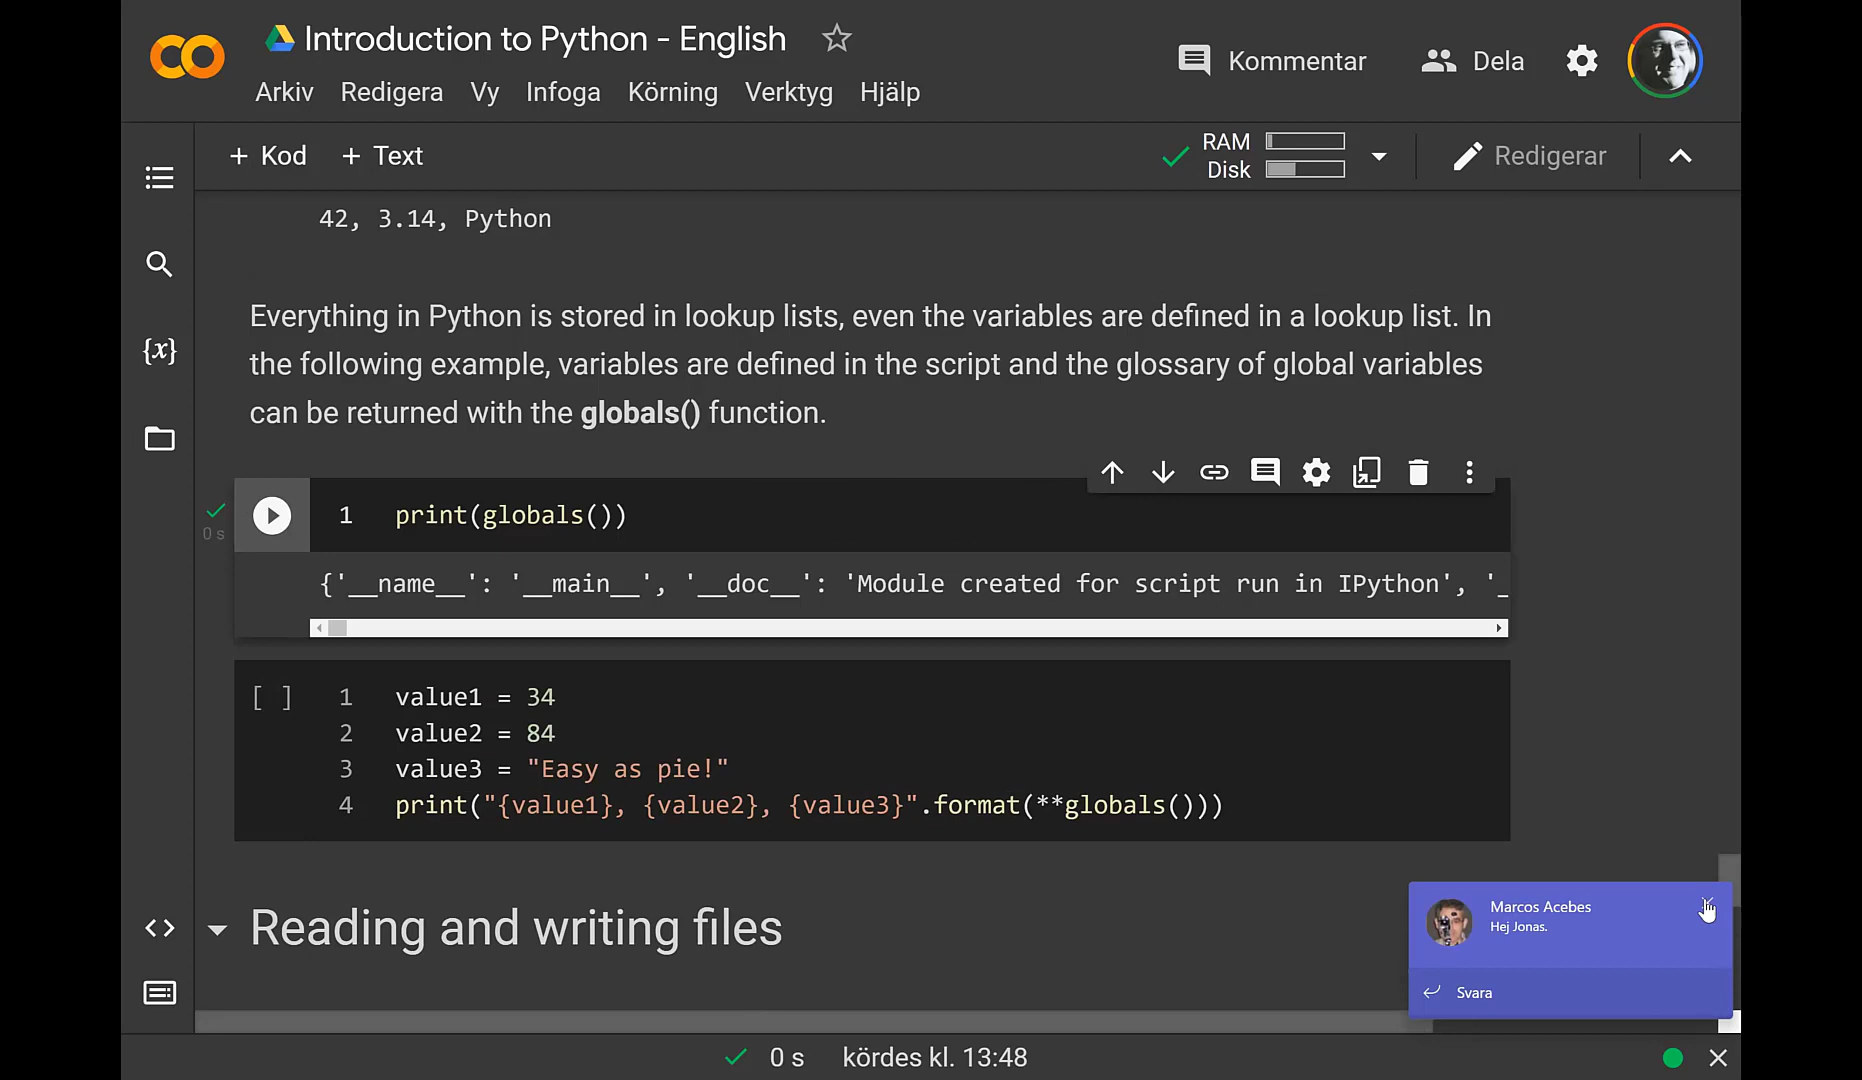 Introduction to Python - English
Kommentar
Dela
Arkiv Redigera Vy Infoga Körning Verktyg Hjälp
+ Kod + Text
RAM
Disk
Redigerar
42, 3.14, Python
Everything in Python is stored in lookup lists, even the variables are defined in a lookup list. In
the following example, variables are defined in the script and the glossary of global variables
can be returned with the globals() function.
0 s
1 print(globals())
{'__name__': '__main__', '__doc__': 'Module created for script run in IPython', '_
[ ] 1 value1 = 34
2 value2 = 84
3 value3 = "Easy as pie!"
4 print("{value1}, {value2}, {value3}".format(**globals()))
Reading and writing files
Marcos Acebes
Hej Jonas.
Svara
0 s kördes kl. 13:48